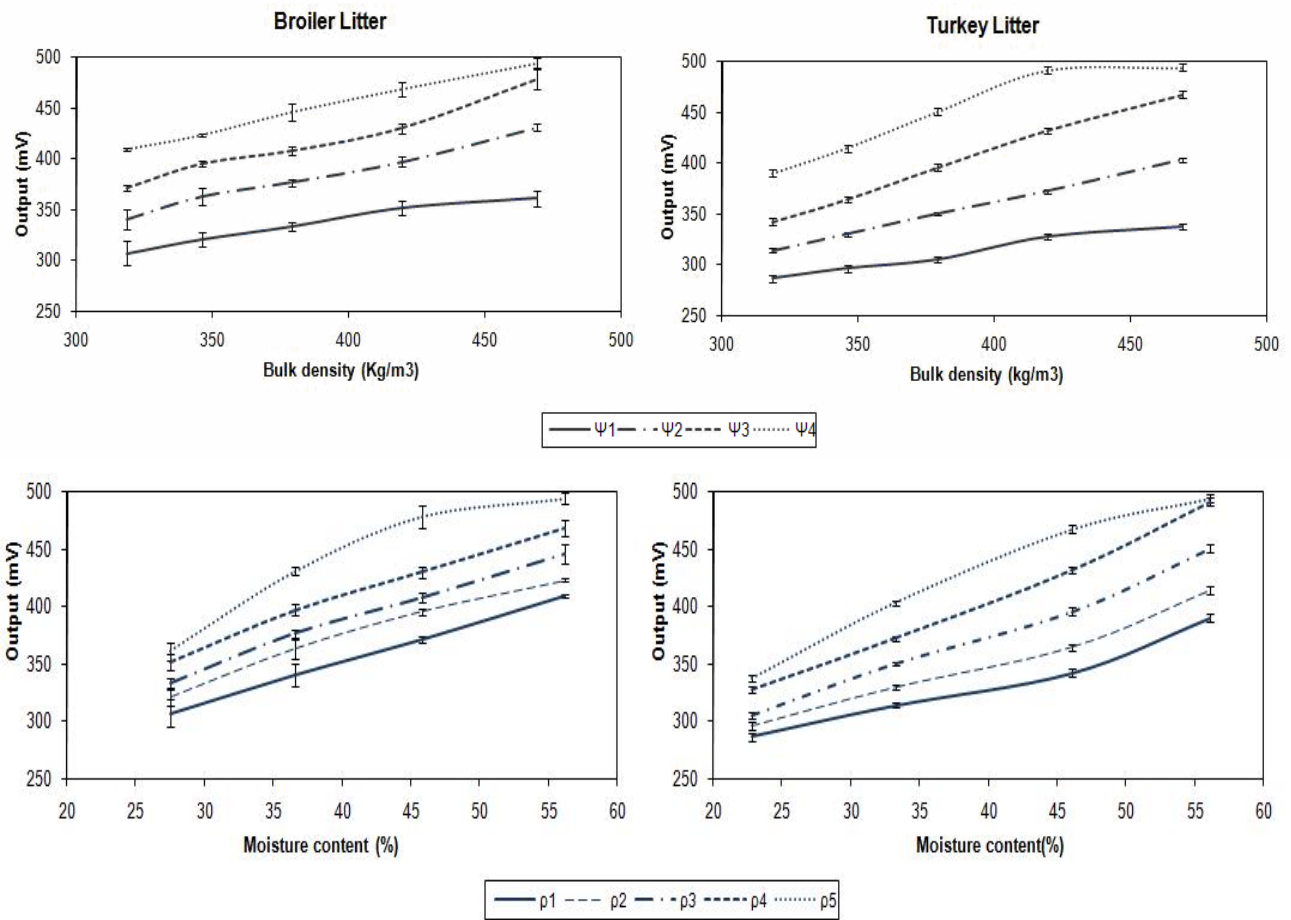 Broiler Litter
Turkey Litter
Output (mV)
500
450
400
350
300
250
300 350 400 450 500
Bulk density (Kg/m3)
Output (mV)
500
450
400
350
300
250
300 350 400 450 500
Bulk density (kg/m3)
Ψ1 Ψ2 Ψ3 Ψ4
Output (mV)
500
450
400
350
300
250
20 25 30 35 40 45 50 55 60
Moisture content (%)
Output (mV)
500
450
400
350
300
250
20 25 30 35 40 45 50 55 60
Moisture content(%)
ρ1 ρ2 ρ3 ρ4 ρ5